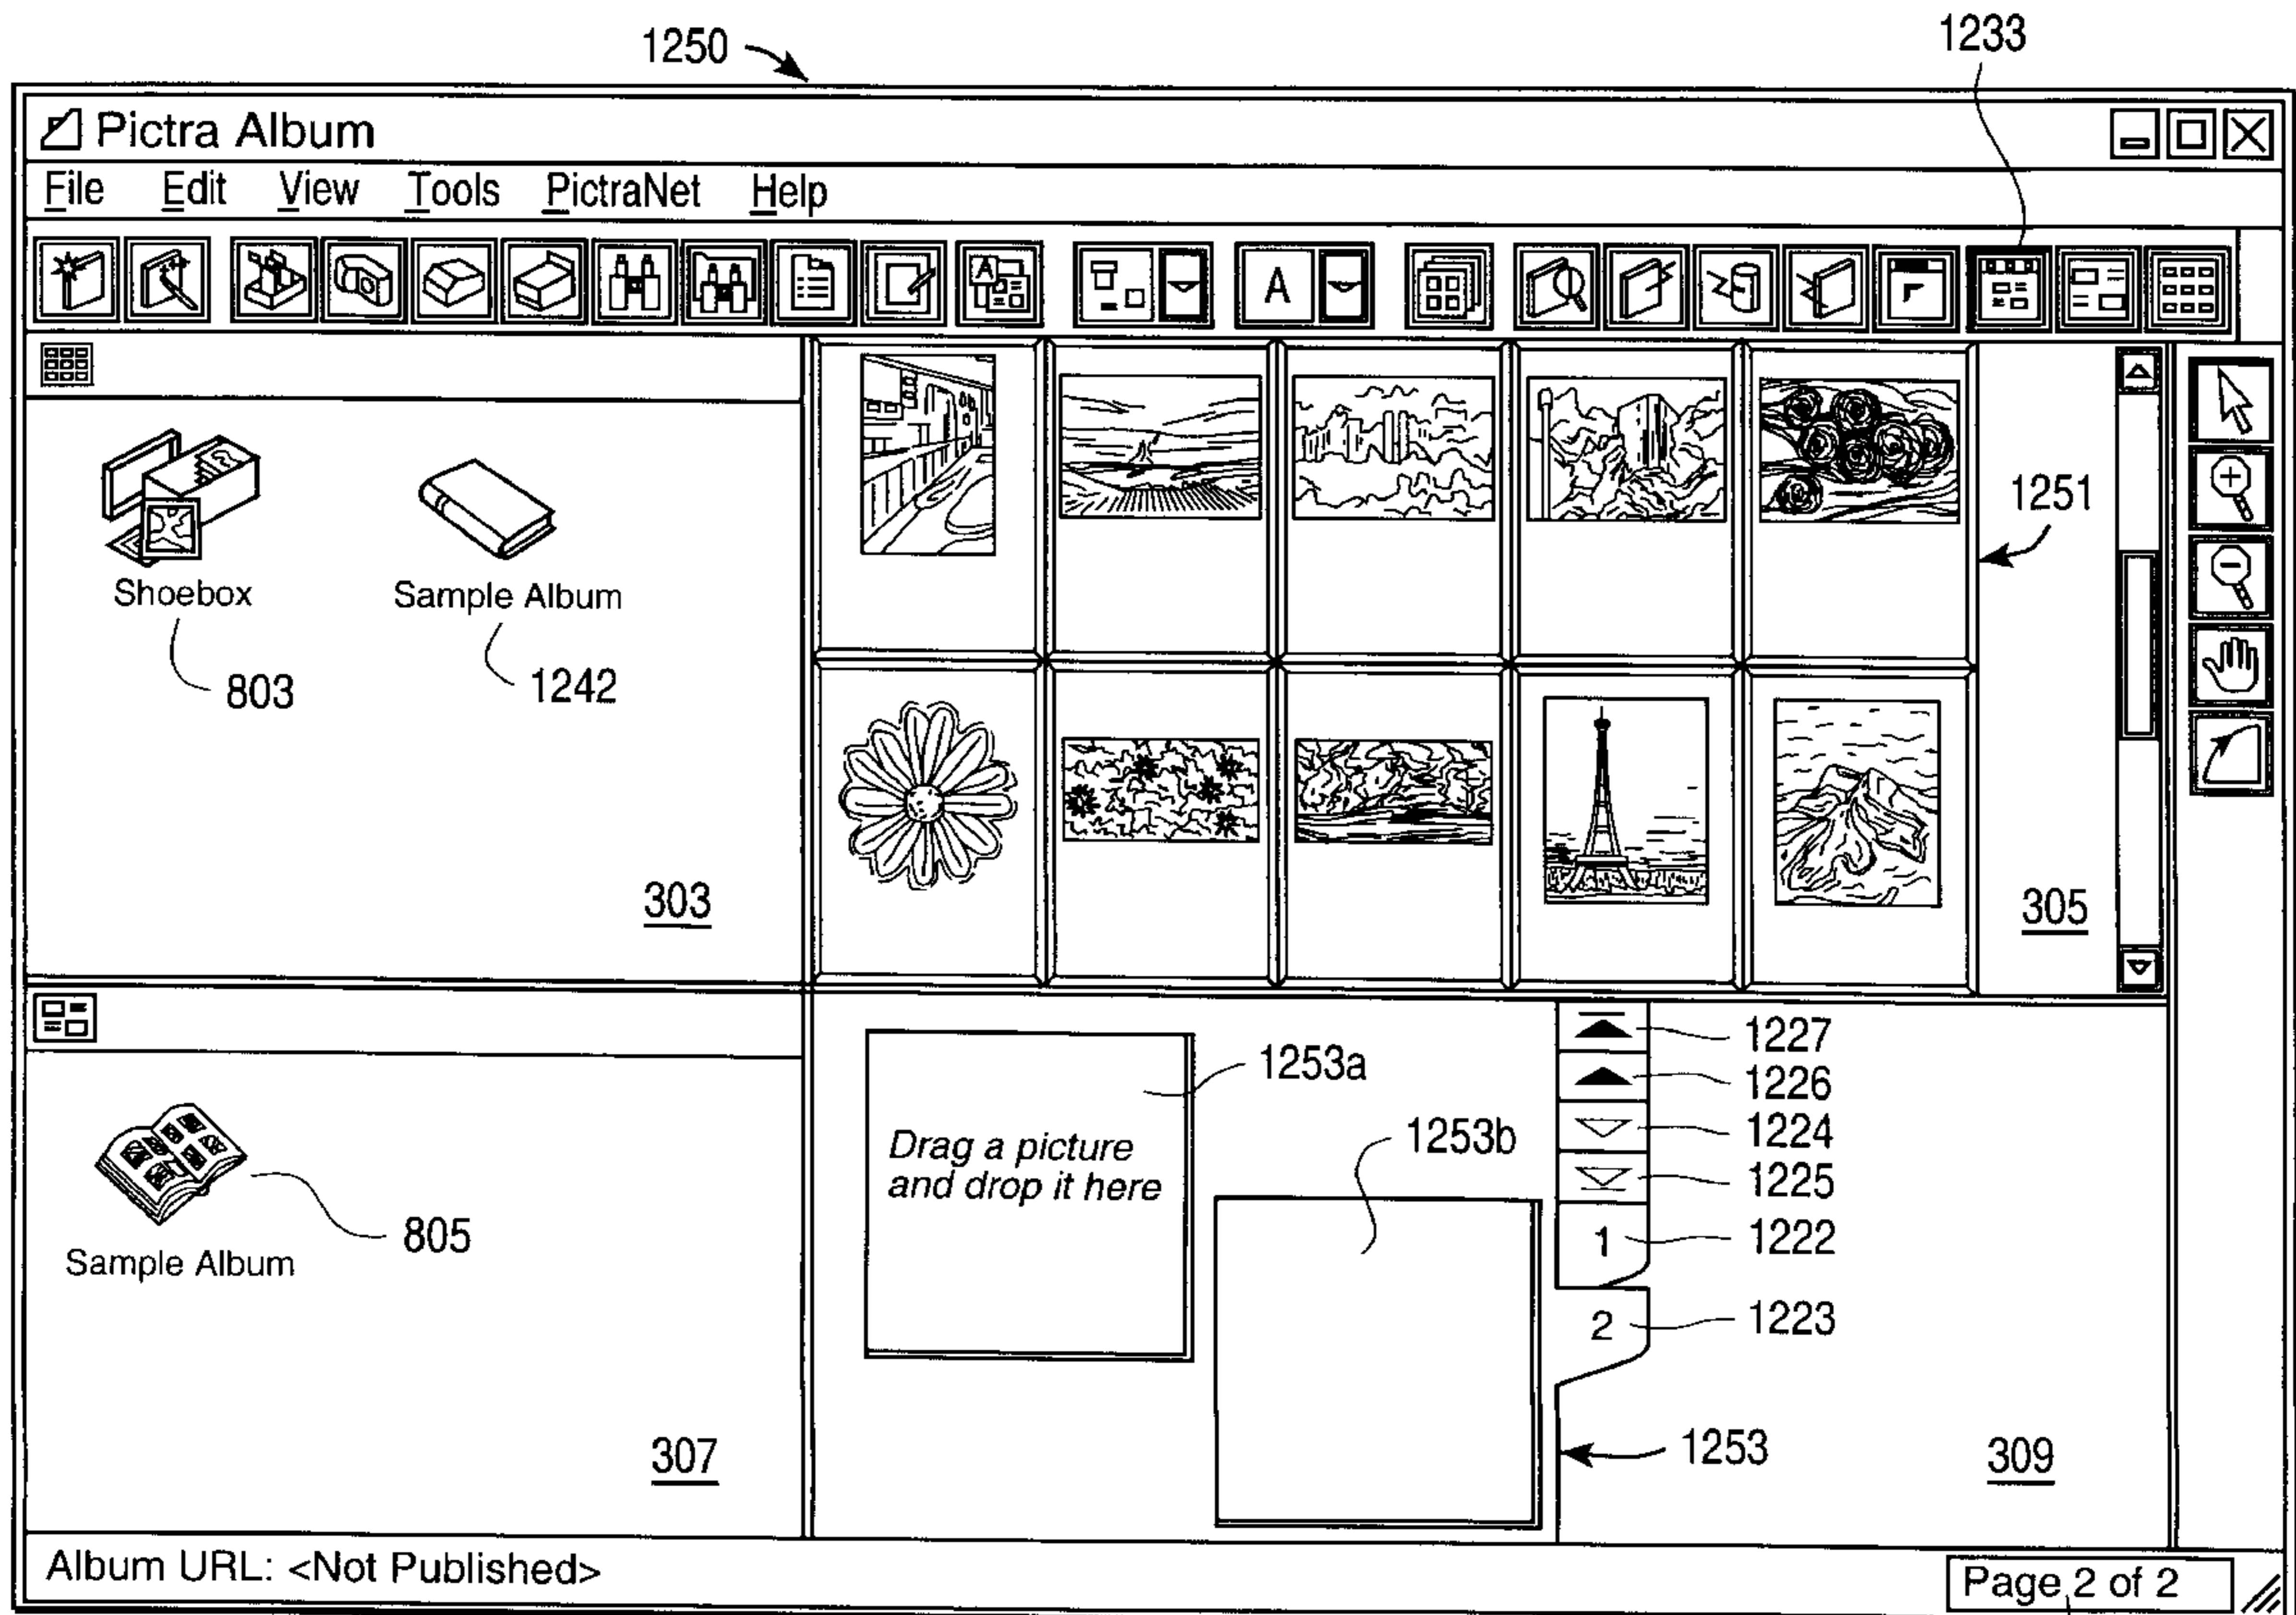 1250
1233
Pictra Album
File Edit View Tools PictraNet Help
A
A
1251
Shoebox
Sample Album
803
1242
303
305
1227
1253a
1226
1253b
1224
Drag a picture
and drop it here
1225
805
1
1222
Sample Album
2
1223
1253
307
309
Album URL: <Not Published>
Page 2 of 2